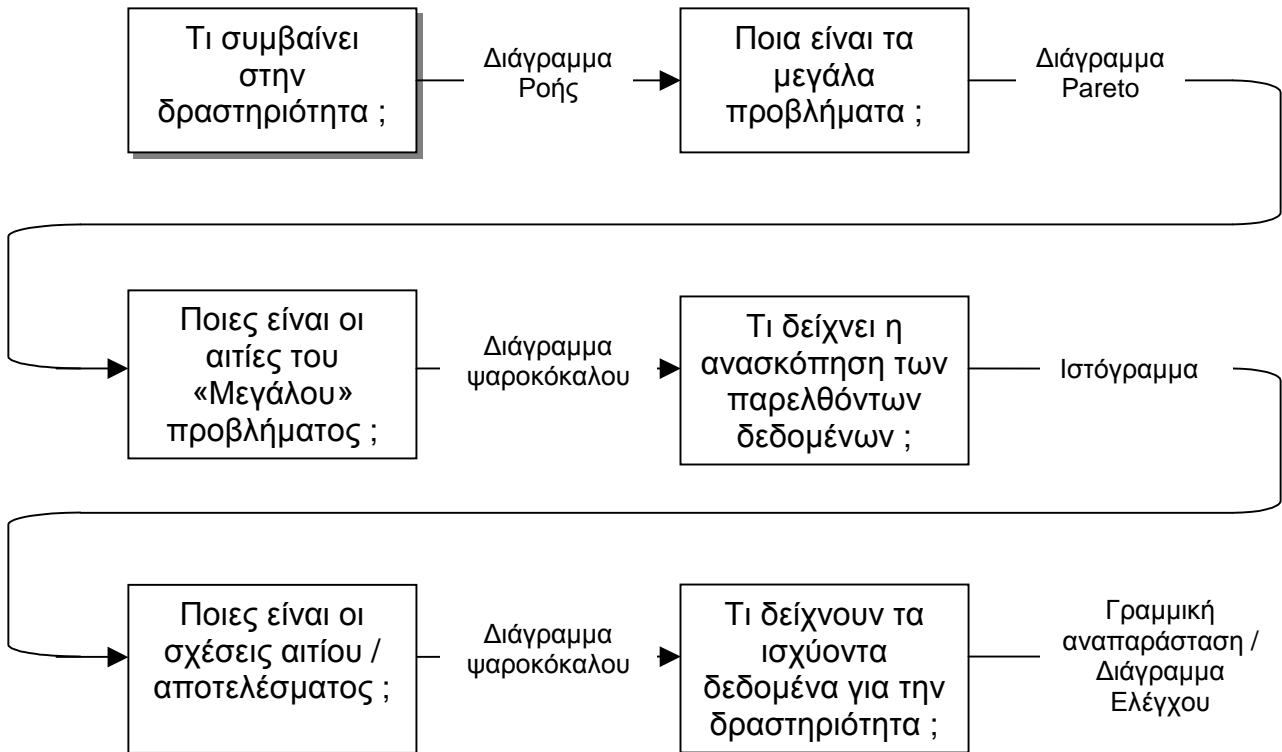 Τι συμβαίνει
στην
δραστηριότητα ;
Διάγραμμα
Ροής
Ποια είναι τα
μεγάλα
προβλήματα ;
Διάγραμμα
Pareto
Ποιες είναι οι
αιτίες του
«Μεγάλου»
προβλήματος ;
Διάγραμμα
ψαροκόκαλου
Τι δείχνει η
ανασκόπηση των
παρελθόντων
δεδομένων ;
Ιστόγραμμα
Ποιες είναι οι
σχέσεις αιτίου /
αποτελέσματος ;
Διάγραμμα
ψαροκόκαλου
Τι δείχνουν τα
ισχύοντα
δεδομένα για την
δραστηριότητα ;
Γραμμική
αναπαράσταση /
Διάγραμμα
Ελέγχου